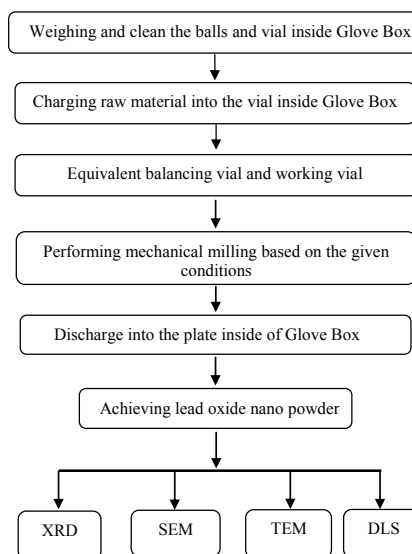 Weighing and clean the balls and vial inside Glove Box
Charging raw material into the vial inside Glove Box
Equivalent balancing vial and working vial
Performing mechanical milling based on the given
conditions
Discharge into the plate inside of Glove Box
Achieving lead oxide nano powder
XRD SEM TEM DLS